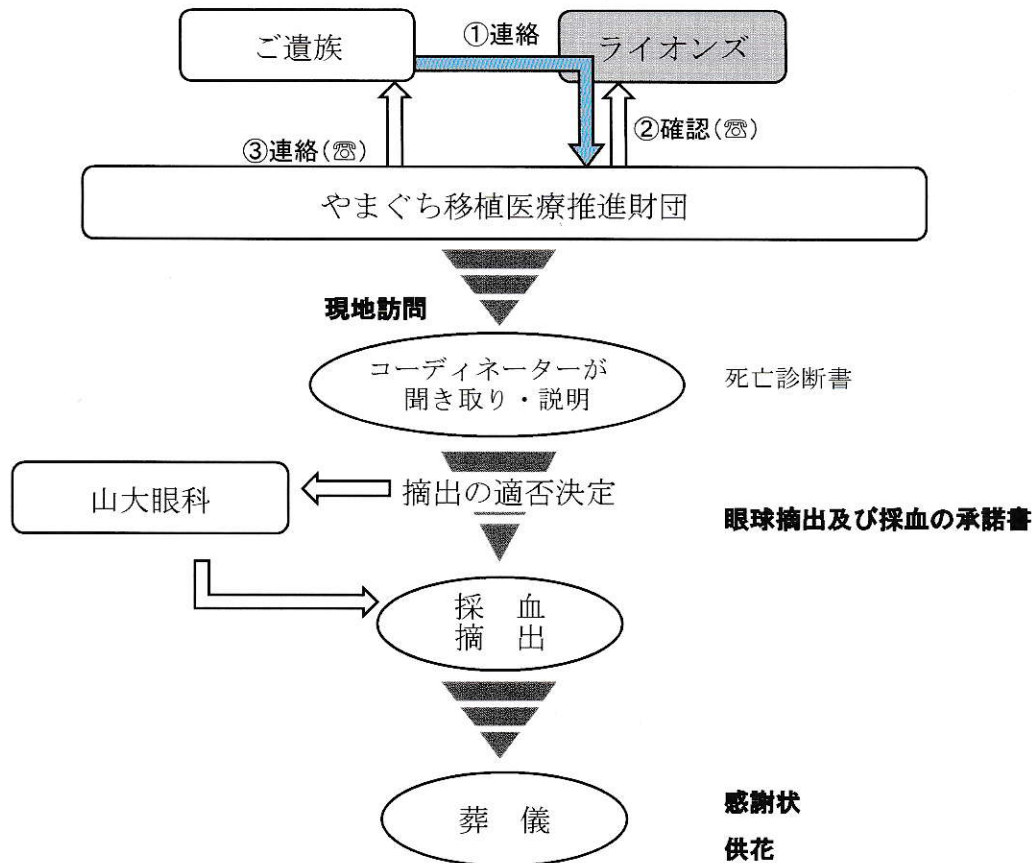 ご遺族
①連絡
ライオンズ
③連絡(☎)
②確認(☎)
やまぐち移植医療推進財団
現地訪問
コーディネーターが
聞き取り・説明
死亡診断書
山大眼科
摘出の適否決定
眼球摘出及び採血の承諾書
採　血
摘　出
葬　儀
感謝状
供花